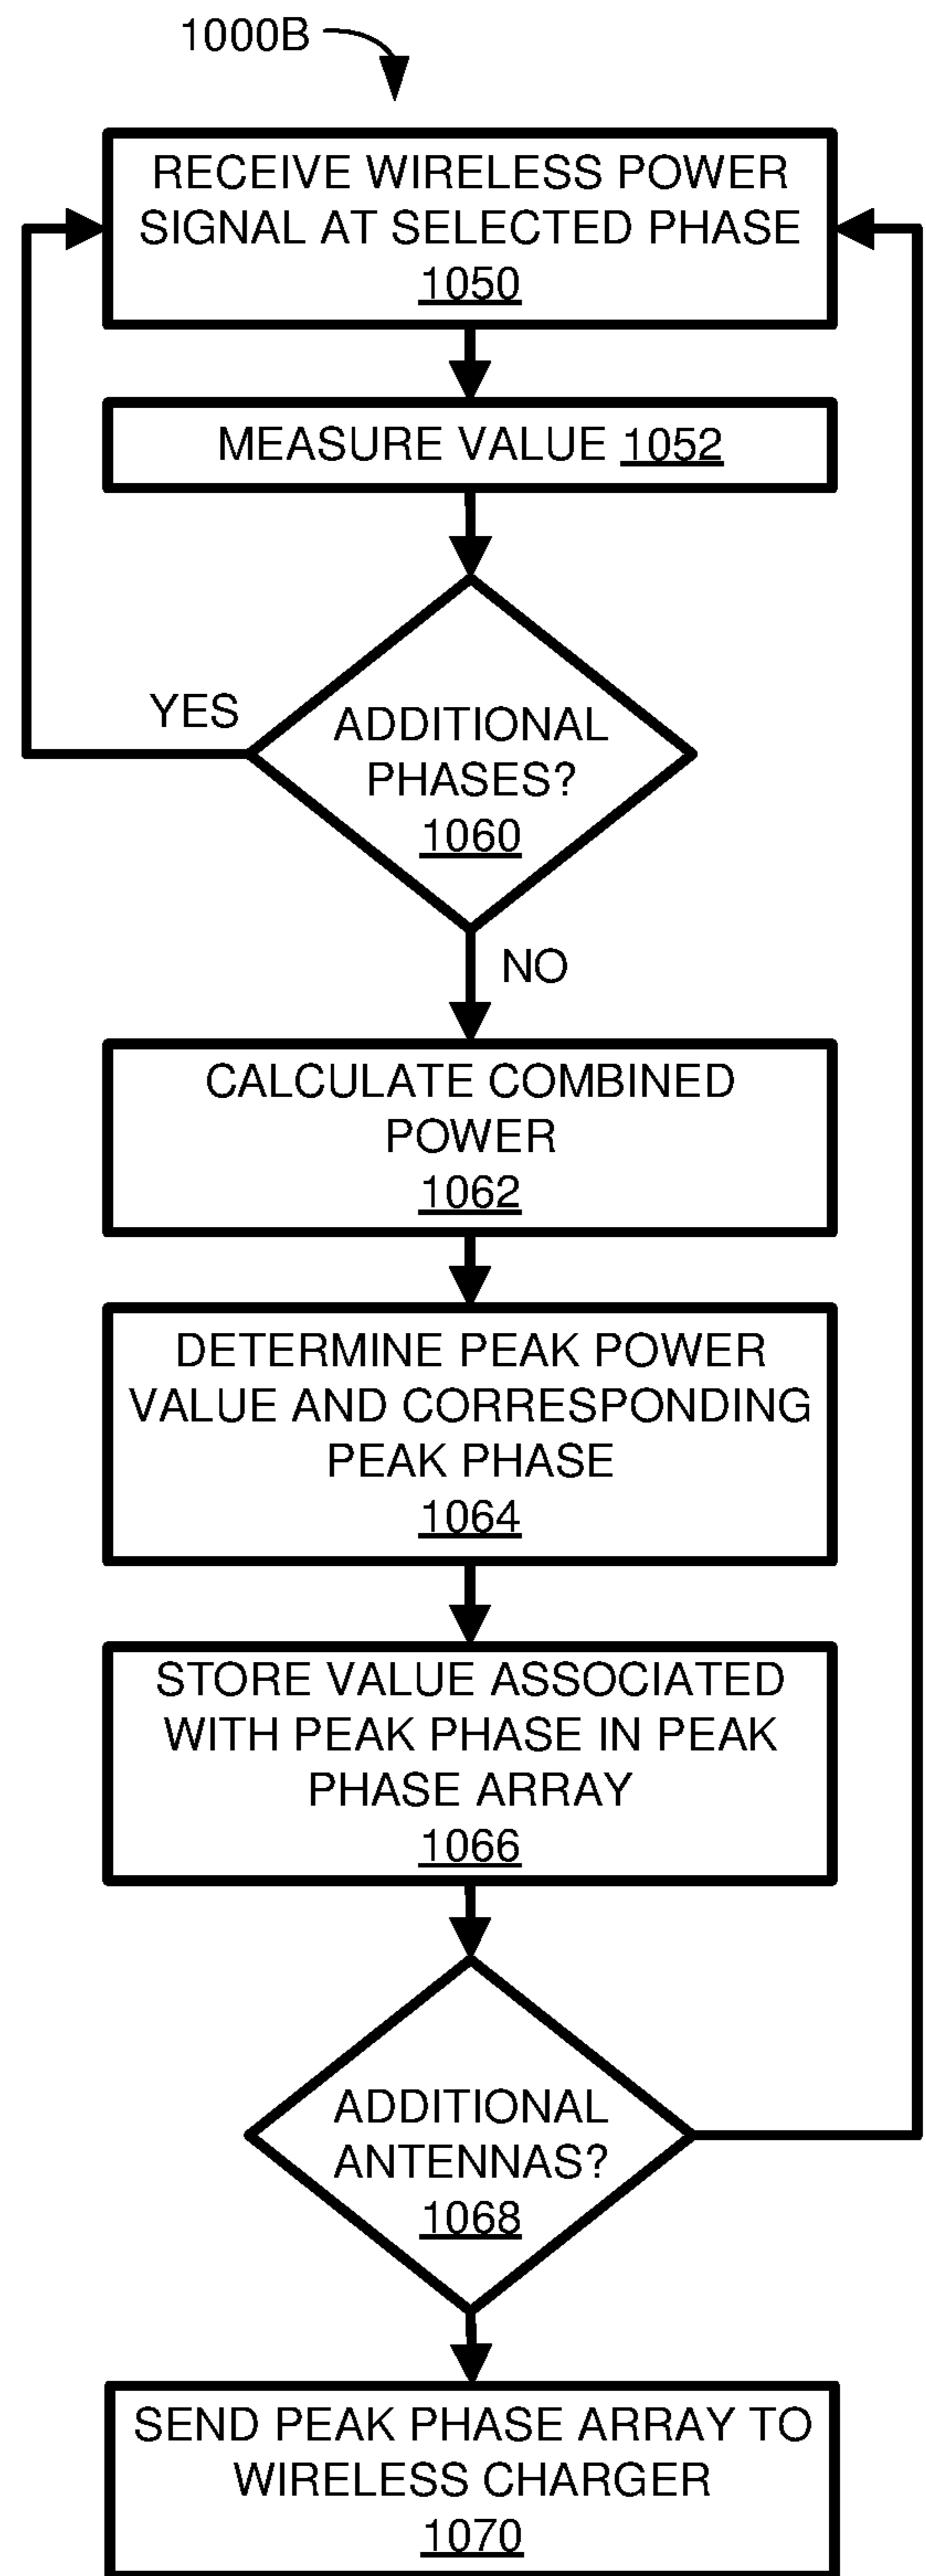 1000B
RECEIVE WIRELESS POWER
SIGNAL AT SELECTED PHASE
1050
MEASURE VALUE 1052
ADDITIONAL
PHASES?
1060
YES
NO
CALCULATE COMBINED
POWER
1062
DETERMINE PEAK POWER
VALUE AND CORRESPONDING
PEAK PHASE
1064
STORE VALUE ASSOCIATED
WITH PEAK PHASE IN PEAK
PHASE ARRAY
1066
ADDITIONAL
ANTENNAS?
1068
SEND PEAK PHASE ARRAY TO
WIRELESS CHARGER
1070